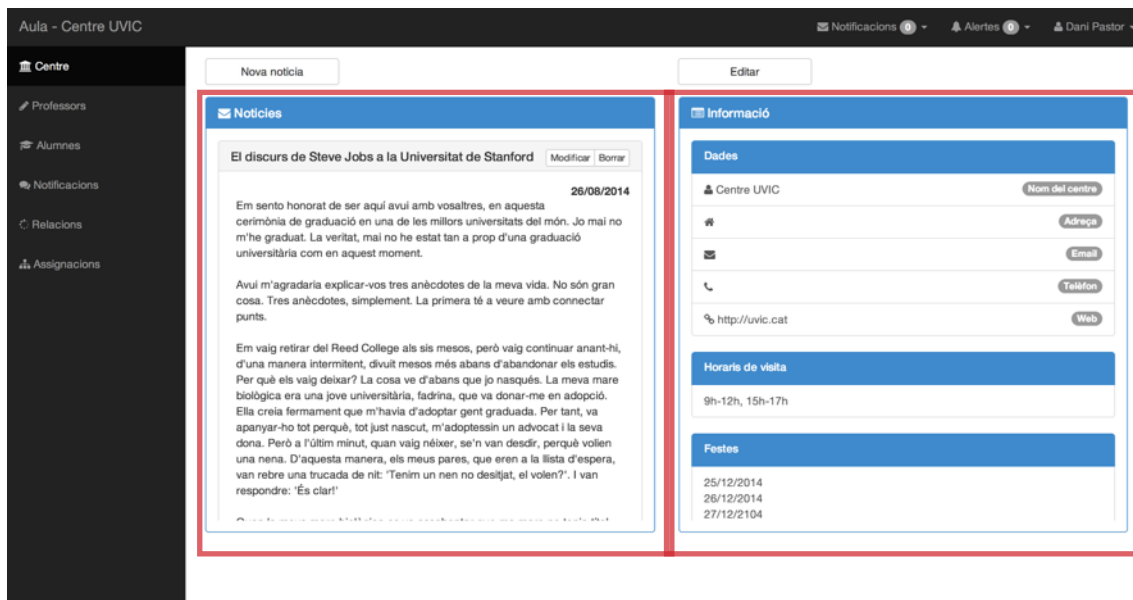 Aula - Centre UVIC
Notificacions 0
Alertes 0
Dani Pastor
Centre
Professors
Alumnes
Notificacions
Relacions
Assignacions
Nova noticia
Noticies
El discurs de Steve Jobs a la Universitat de Stanford
Modificar
Borrar
26/08/2014
Em sento honorat de ser aquí avui amb vosaltres, en aquesta
cerimònia de graduació en una de les millors universitats del món. Jo mai no
m'he graduat. La veritat, mai no he estat tan a prop d'una graduació
universitària com en aquest moment.
Avui m'agradaria explicar-vos tres anècdotes de la meva vida. No són gran
cosa. Tres anècdotes, simplement. La primera té a veure amb connectar
punts.
Em vaig retirar del Reed College als sis mesos, però vaig continuar anant-hi,
d'una manera intermitent, divuit mesos més abans d'abandonar els estudis.
Per què els vaig deixar? La cosa ve d'abans que jo nasqués. La meva mare
biològica era una jove universitària, fadrina, que va donar-me en adopció.
Ella creia fermament que m'havia d'adoptar gent graduada. Per tant, va
apanyar-ho tot perquè, tot just nascut, m'adoptessin un advocat i la seva
dona. Però a l'últim minut, quan vaig néixer, se'n van desdir, perquè volien
una nena. D'aquesta manera, els meus pares, que eren a la llista d'espera,
van rebre una trucada de nit: 'Tenim un nen no desitjat, el volen?'. I van
respondre: 'És clar!'
Editar
Informació
Dades
Centre UVIC
Nom del centre
Adreça
Email
Telèfon
http://uvic.cat
Web
Horaris de visita
9h-12h, 15h-17h
Festes
25/12/2014
26/12/2014
27/12/2104